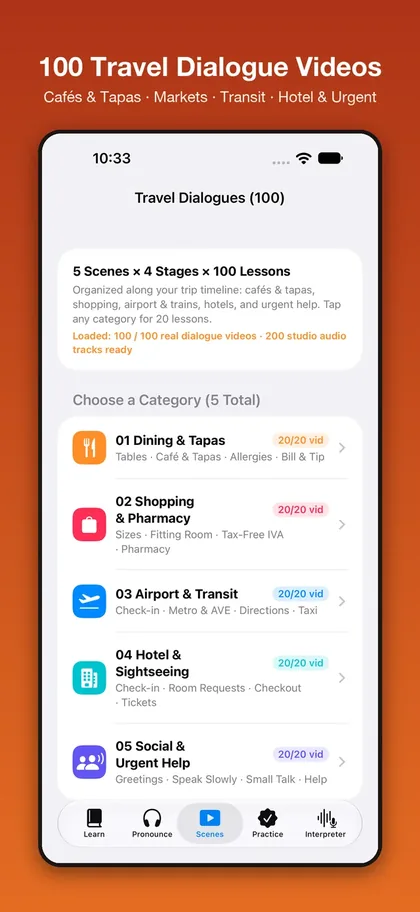 100 Travel Dialogue Videos
Cafés & Tapas · Markets · Transit · Hotel & Urgent
10:33
Travel Dialogues (100)
5 Scenes × 4 Stages × 100 Lessons
Organized along your trip timeline: cafés & tapas,
shopping, airport & trains, hotels, and urgent help. Tap
any category for 20 lessons.
Loaded: 100 / 100 real dialogue videos · 200 studio audio
tracks ready
Choose a Category (5 Total)
01 Dining & Tapas
20/20 vid
Tables · Café & Tapas · Allergies · Bill & Tip
02 Shopping
& Pharmacy
20/20 vid
Sizes · Fitting Room · Tax-Free IVA
· Pharmacy
03 Airport & Transit
20/20 vid
Check-in · Metro & AVE · Directions · Taxi
04 Hotel &
Sightseeing
20/20 vid
Check-in · Room Requests · Checkout
· Tickets
05 Social &
Urgent Help
20/20 vid
Greetings · Speak Slowly · Small Talk · Help
Learn
Pronounce
Scenes
Practice
Interpreter